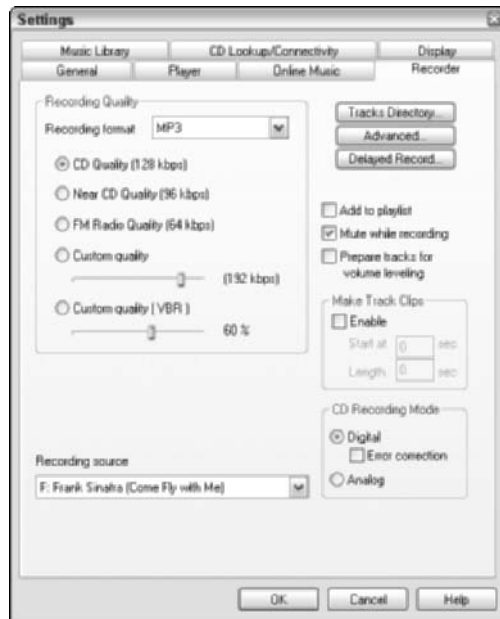 Settings
Music Library CD Lookup/Connectivity Display
General Player Online Music Recorder
Recording Quality
Recording format MP3
CD Quality (128 kbps)
Near CD Quality (96 kbps)
FM Radio Quality (64 kbps)
Custom quality
(192 kbps)
Custom quality (VBR)
60 %
Recording source
F: Frank Sinatra (Come Fly with Me)
Tracks Directory...
Advanced...
Delayed Record...
Add to playlist
Mute while recording
Prepare tracks for
volume leveling
Make Track Clips
Enable
Start at 0 sec
Length 0 sec
CD Recording Mode
Digital
Error correction
Analog
OK Cancel Help